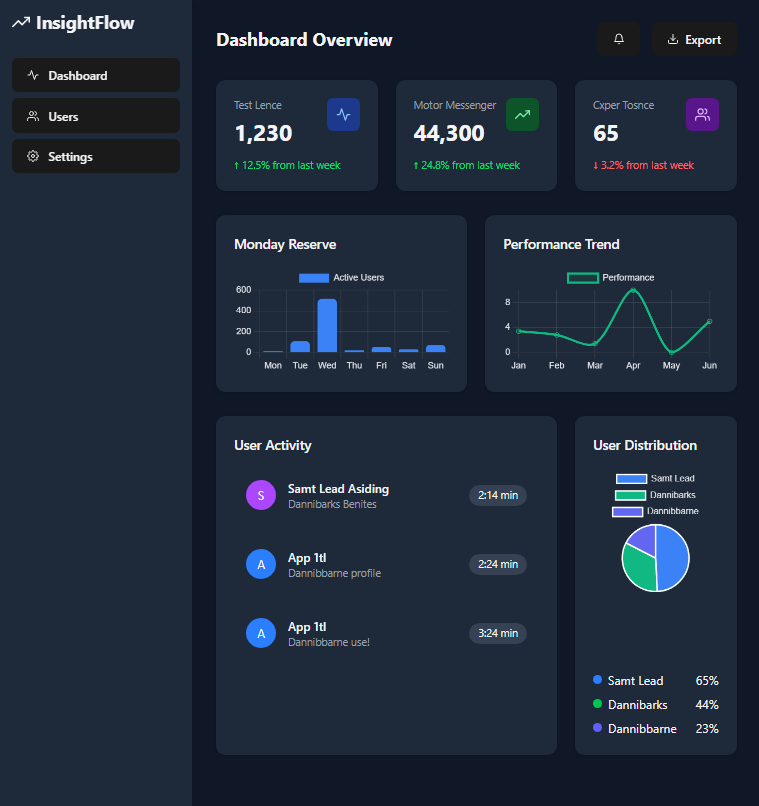 InsightFlow
Dashboard
Users
Settings
Dashboard Overview
Export
Test Lence
1,230
↑ 12,5% from last week
Motor Messenger
44,300
↑ 24.8% from last week
Cxper Tosnce
65
↓ 3.2% from last week
Monday Reserve
Active Users
600
400
200
0
Mon Tue Wed Thu Fri Sat Sun
Performance Trend
Performance
8
4
0
Jan Feb Mar Apr May Jun
User Activity
S
Samt Lead Asiding
Dannibarks Benites
2:14 min
A
App 1tl
Dannibbarne profile
2:24 min
A
App 1tl
Dannibbarne use!
3:24 min
User Distribution
Samt Lead
Dannibarks
Dannibbarne
Samt Lead 65%
Dannibarks 44%
Dannibbarne 23%